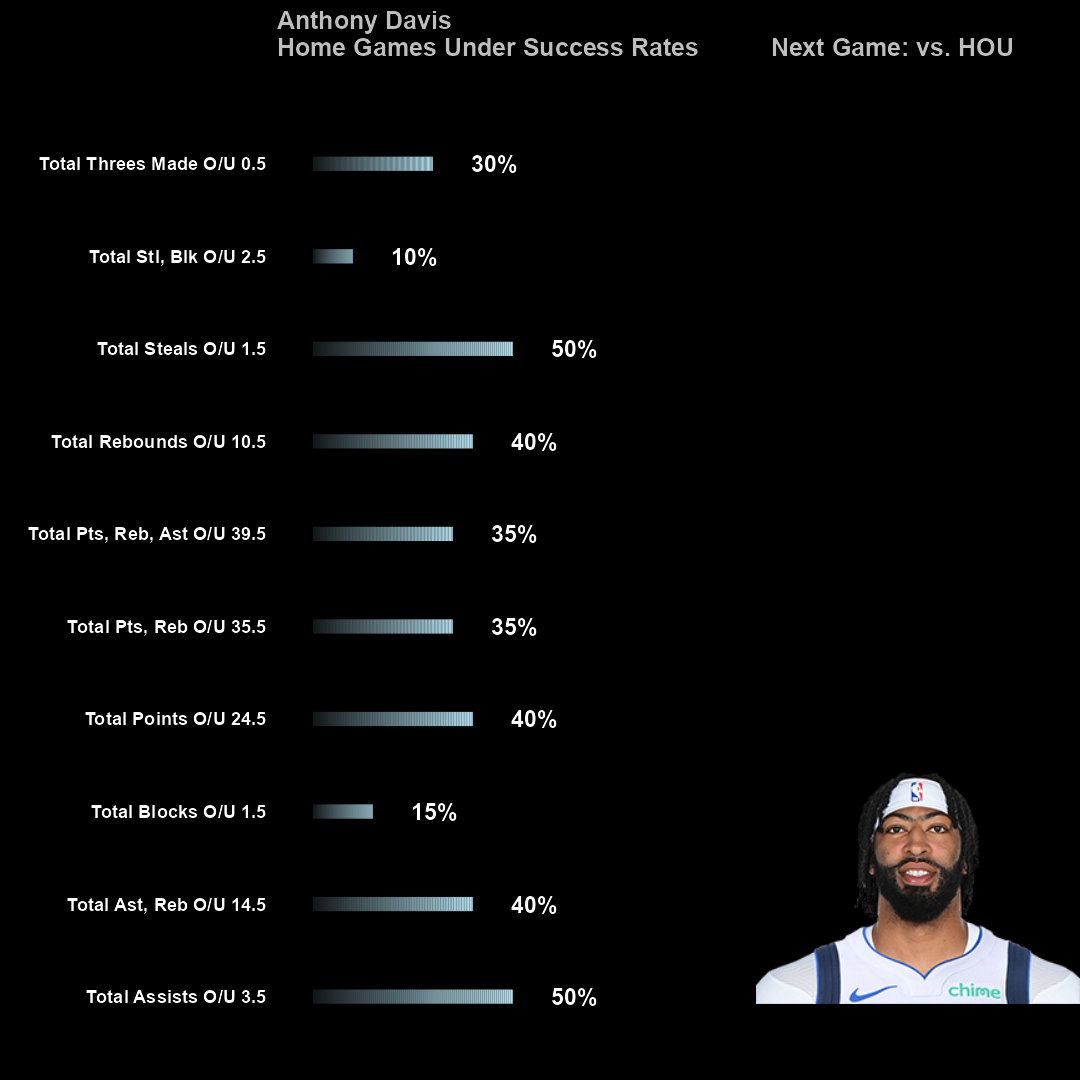 Anthony Davis
Home Games Under Success Rates
Next Game: vs. HOU
Total Threes Made O/U 0.5 30%
Total Stl, Blk O/U 2.5 10%
Total Steals O/U 1.5 50%
Total Rebounds O/U 10.5 40%
Total Pts, Reb, Ast O/U 39.5 35%
Total Pts, Reb O/U 35.5 35%
Total Points O/U 24.5 40%
Total Blocks O/U 1.5 15%
Total Ast, Reb O/U 14.5 40%
Total Assists O/U 3.5 50%
chime